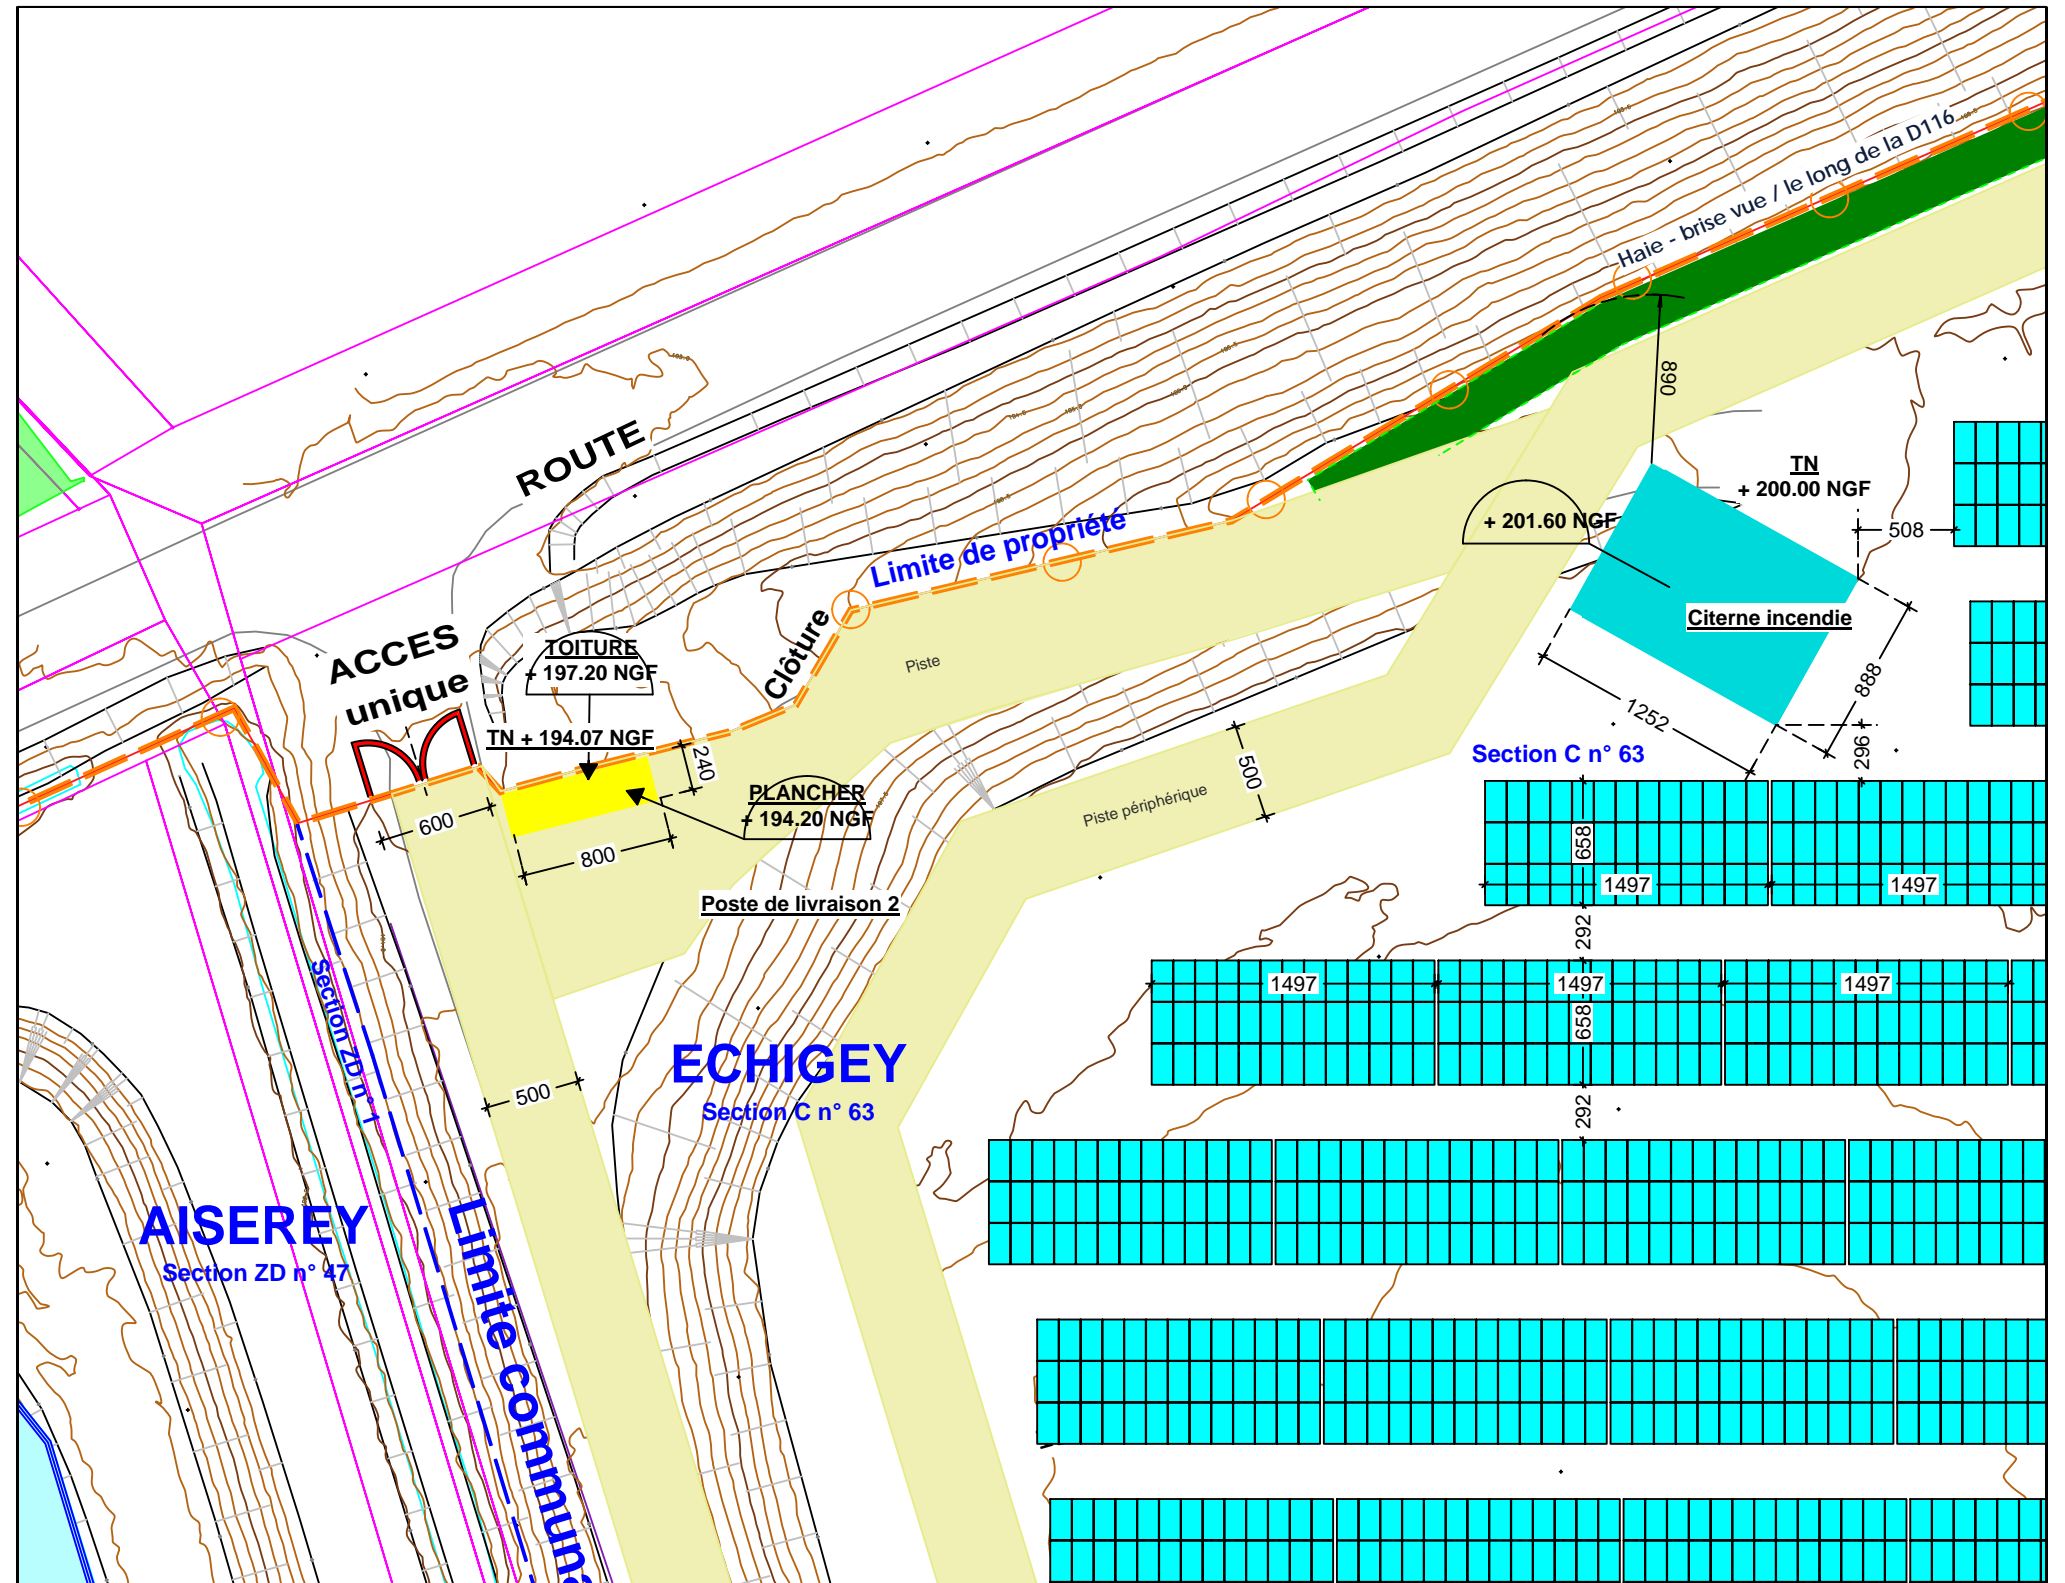 Haie - brise vue / le long de la D116
890
ROUTE
TN
+ 200.00 NGF
+ 201.60 NGF
508
Limite de propriété
Citerne incendie
ACCES
unique
TOITURE
+ 197.20 NGF
Clôture
Piste
888
1252
TN + 194.07 NGF
240
296
Section C n° 63
500
PLANCHER
+ 194.20 NGF
Piste périphérique
600
800
658
1497
1497
Poste de livraison 2
292
1497
1497
1497
658
Section ZD n° 1
ECHIGEY
Section C n° 63
500
292
AISEREY
Section ZD n° 47
Limite commun